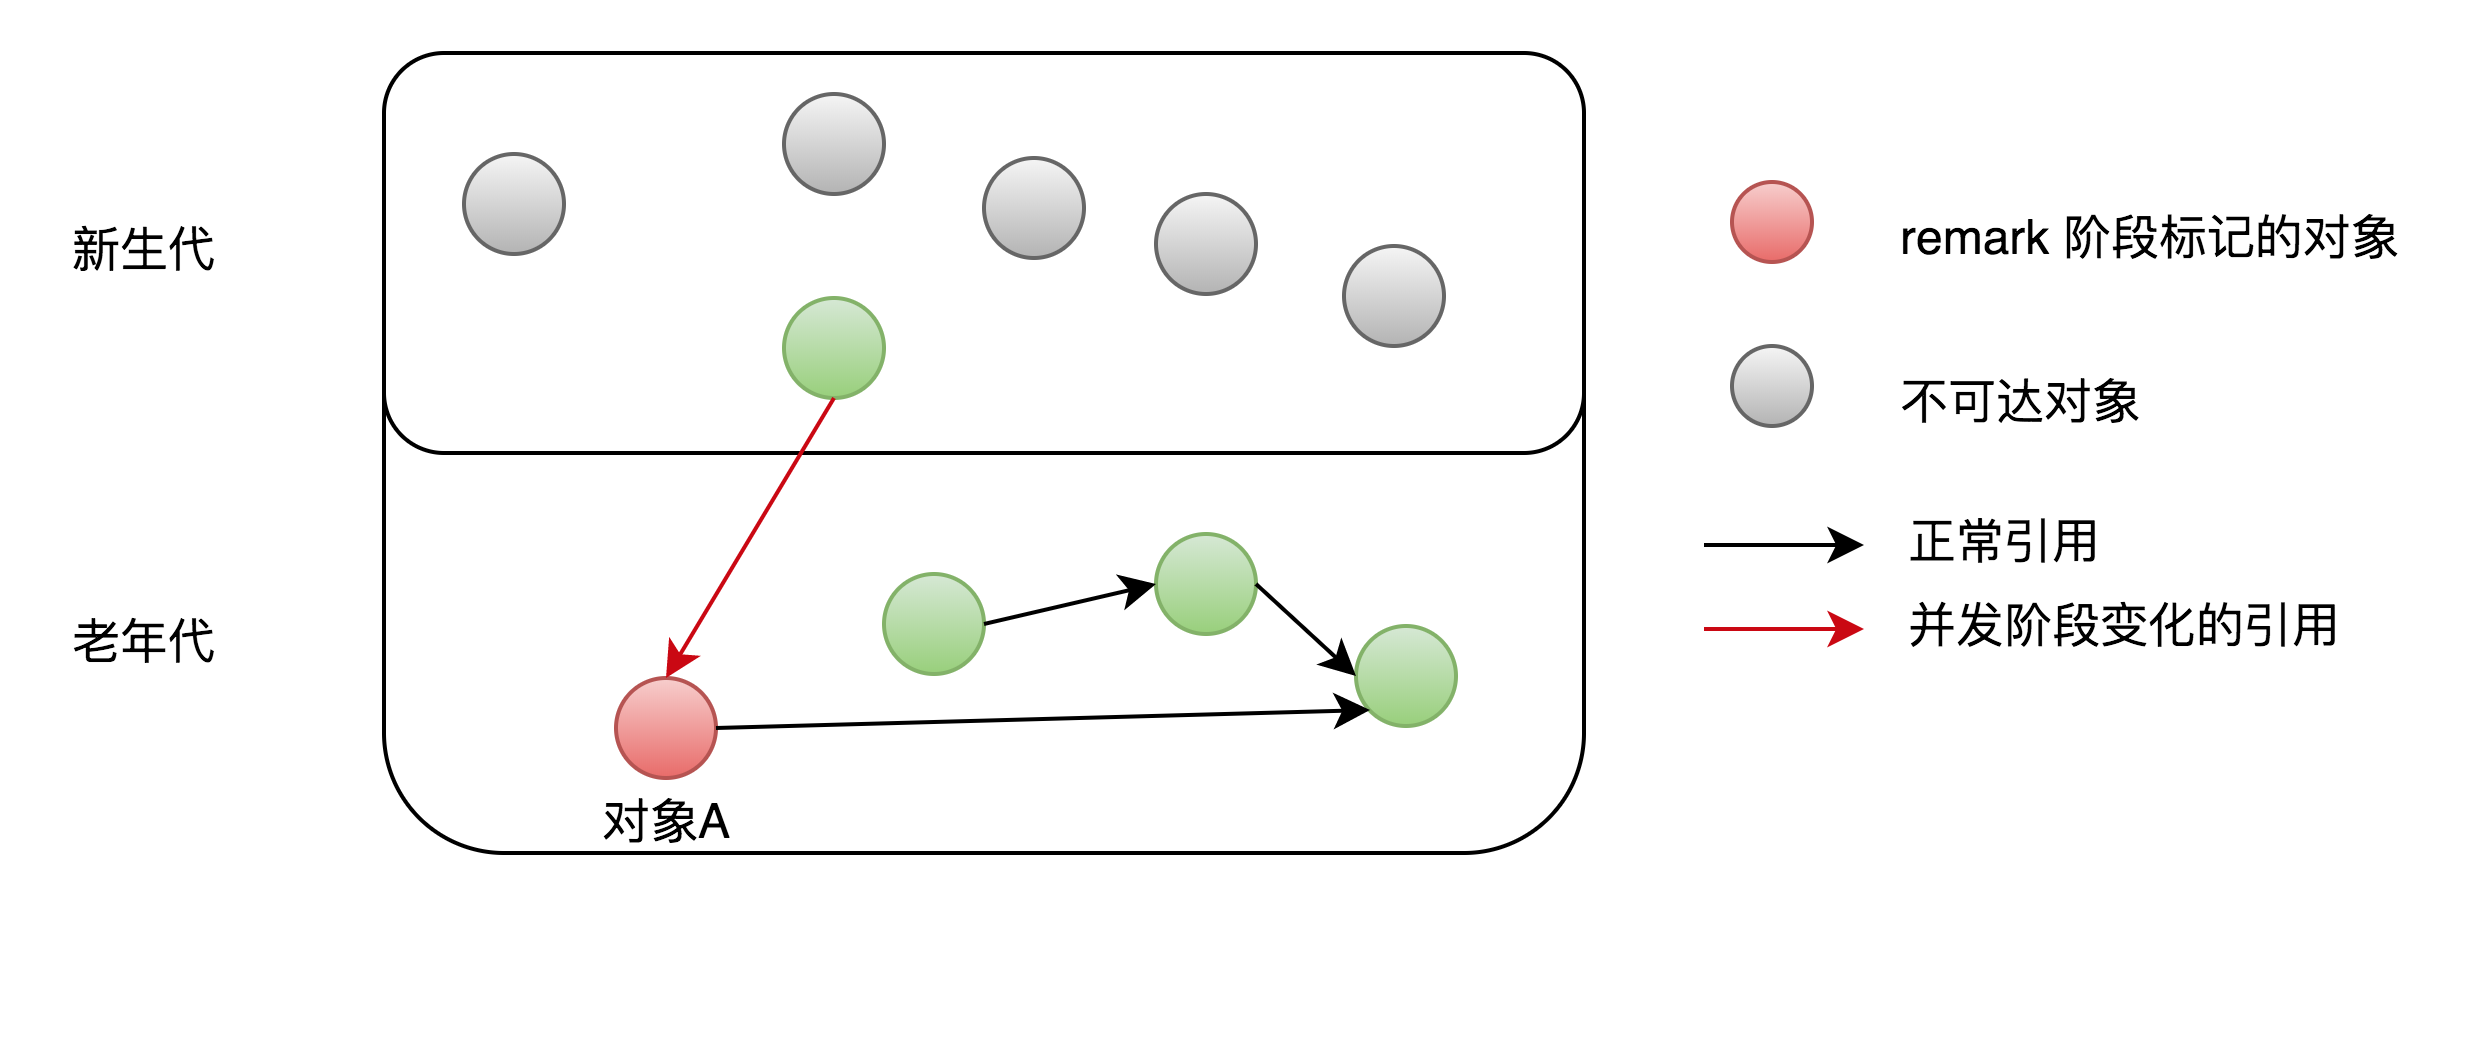 新生代
老年代
对象A
remark 阶段标记的对象
不可达对象
正常引用
并发阶段变化的引用